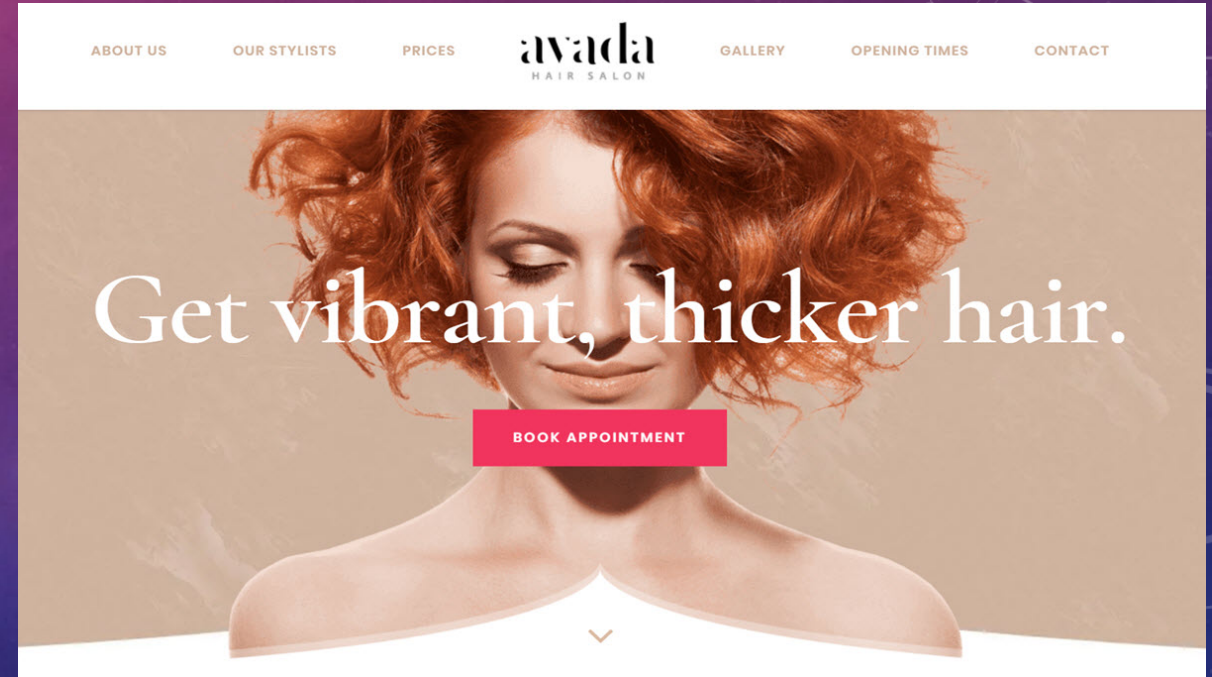 ABOUT US OUR STYLISTS PRICES avada GALLERY OPENING TIMES CONTACT
HAIR SALON
Get vibrant, thicker hair.
BOOK APPOINTMENT